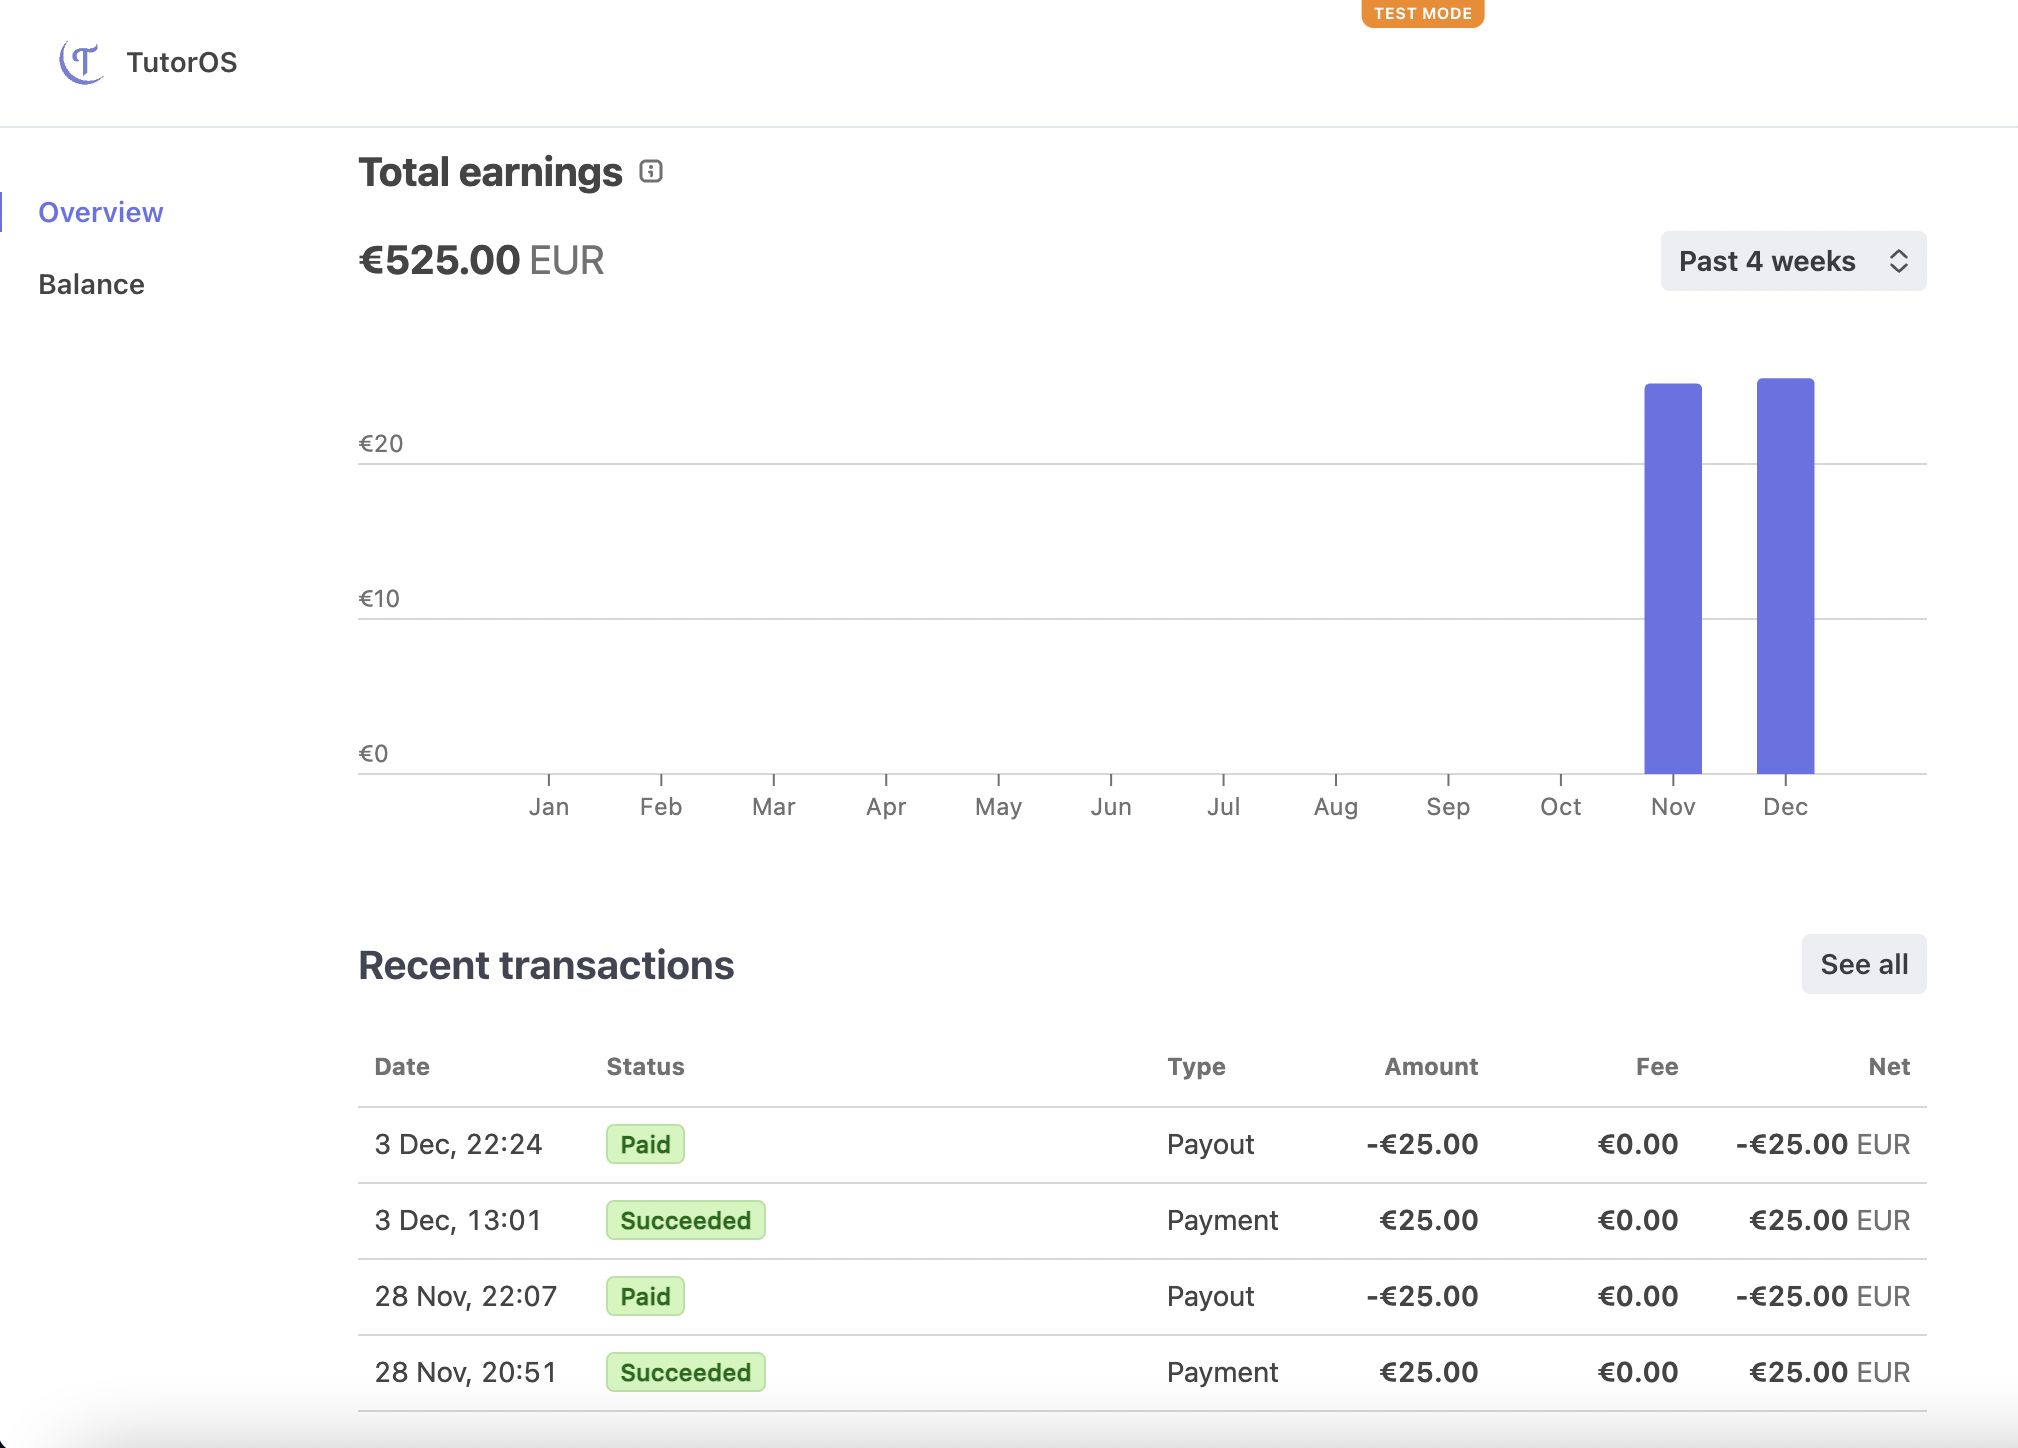 TEST MODE
TutorOS
Overview
Balance
Total earnings
€525.00 EUR
Past 4 weeks
€20
€10
€0
Jan Feb Mar Apr May Jun Jul Aug Sep Oct Nov Dec
Recent transactions
See all
Date Status Type Amount Fee Net
3 Dec, 22:24 Paid Payout -€25.00 €0.00 -€25.00 EUR
3 Dec, 13:01 Succeeded Payment €25.00 €0.00 €25.00 EUR
28 Nov, 22:07 Paid Payout -€25.00 €0.00 -€25.00 EUR
28 Nov, 20:51 Succeeded Payment €25.00 €0.00 €25.00 EUR